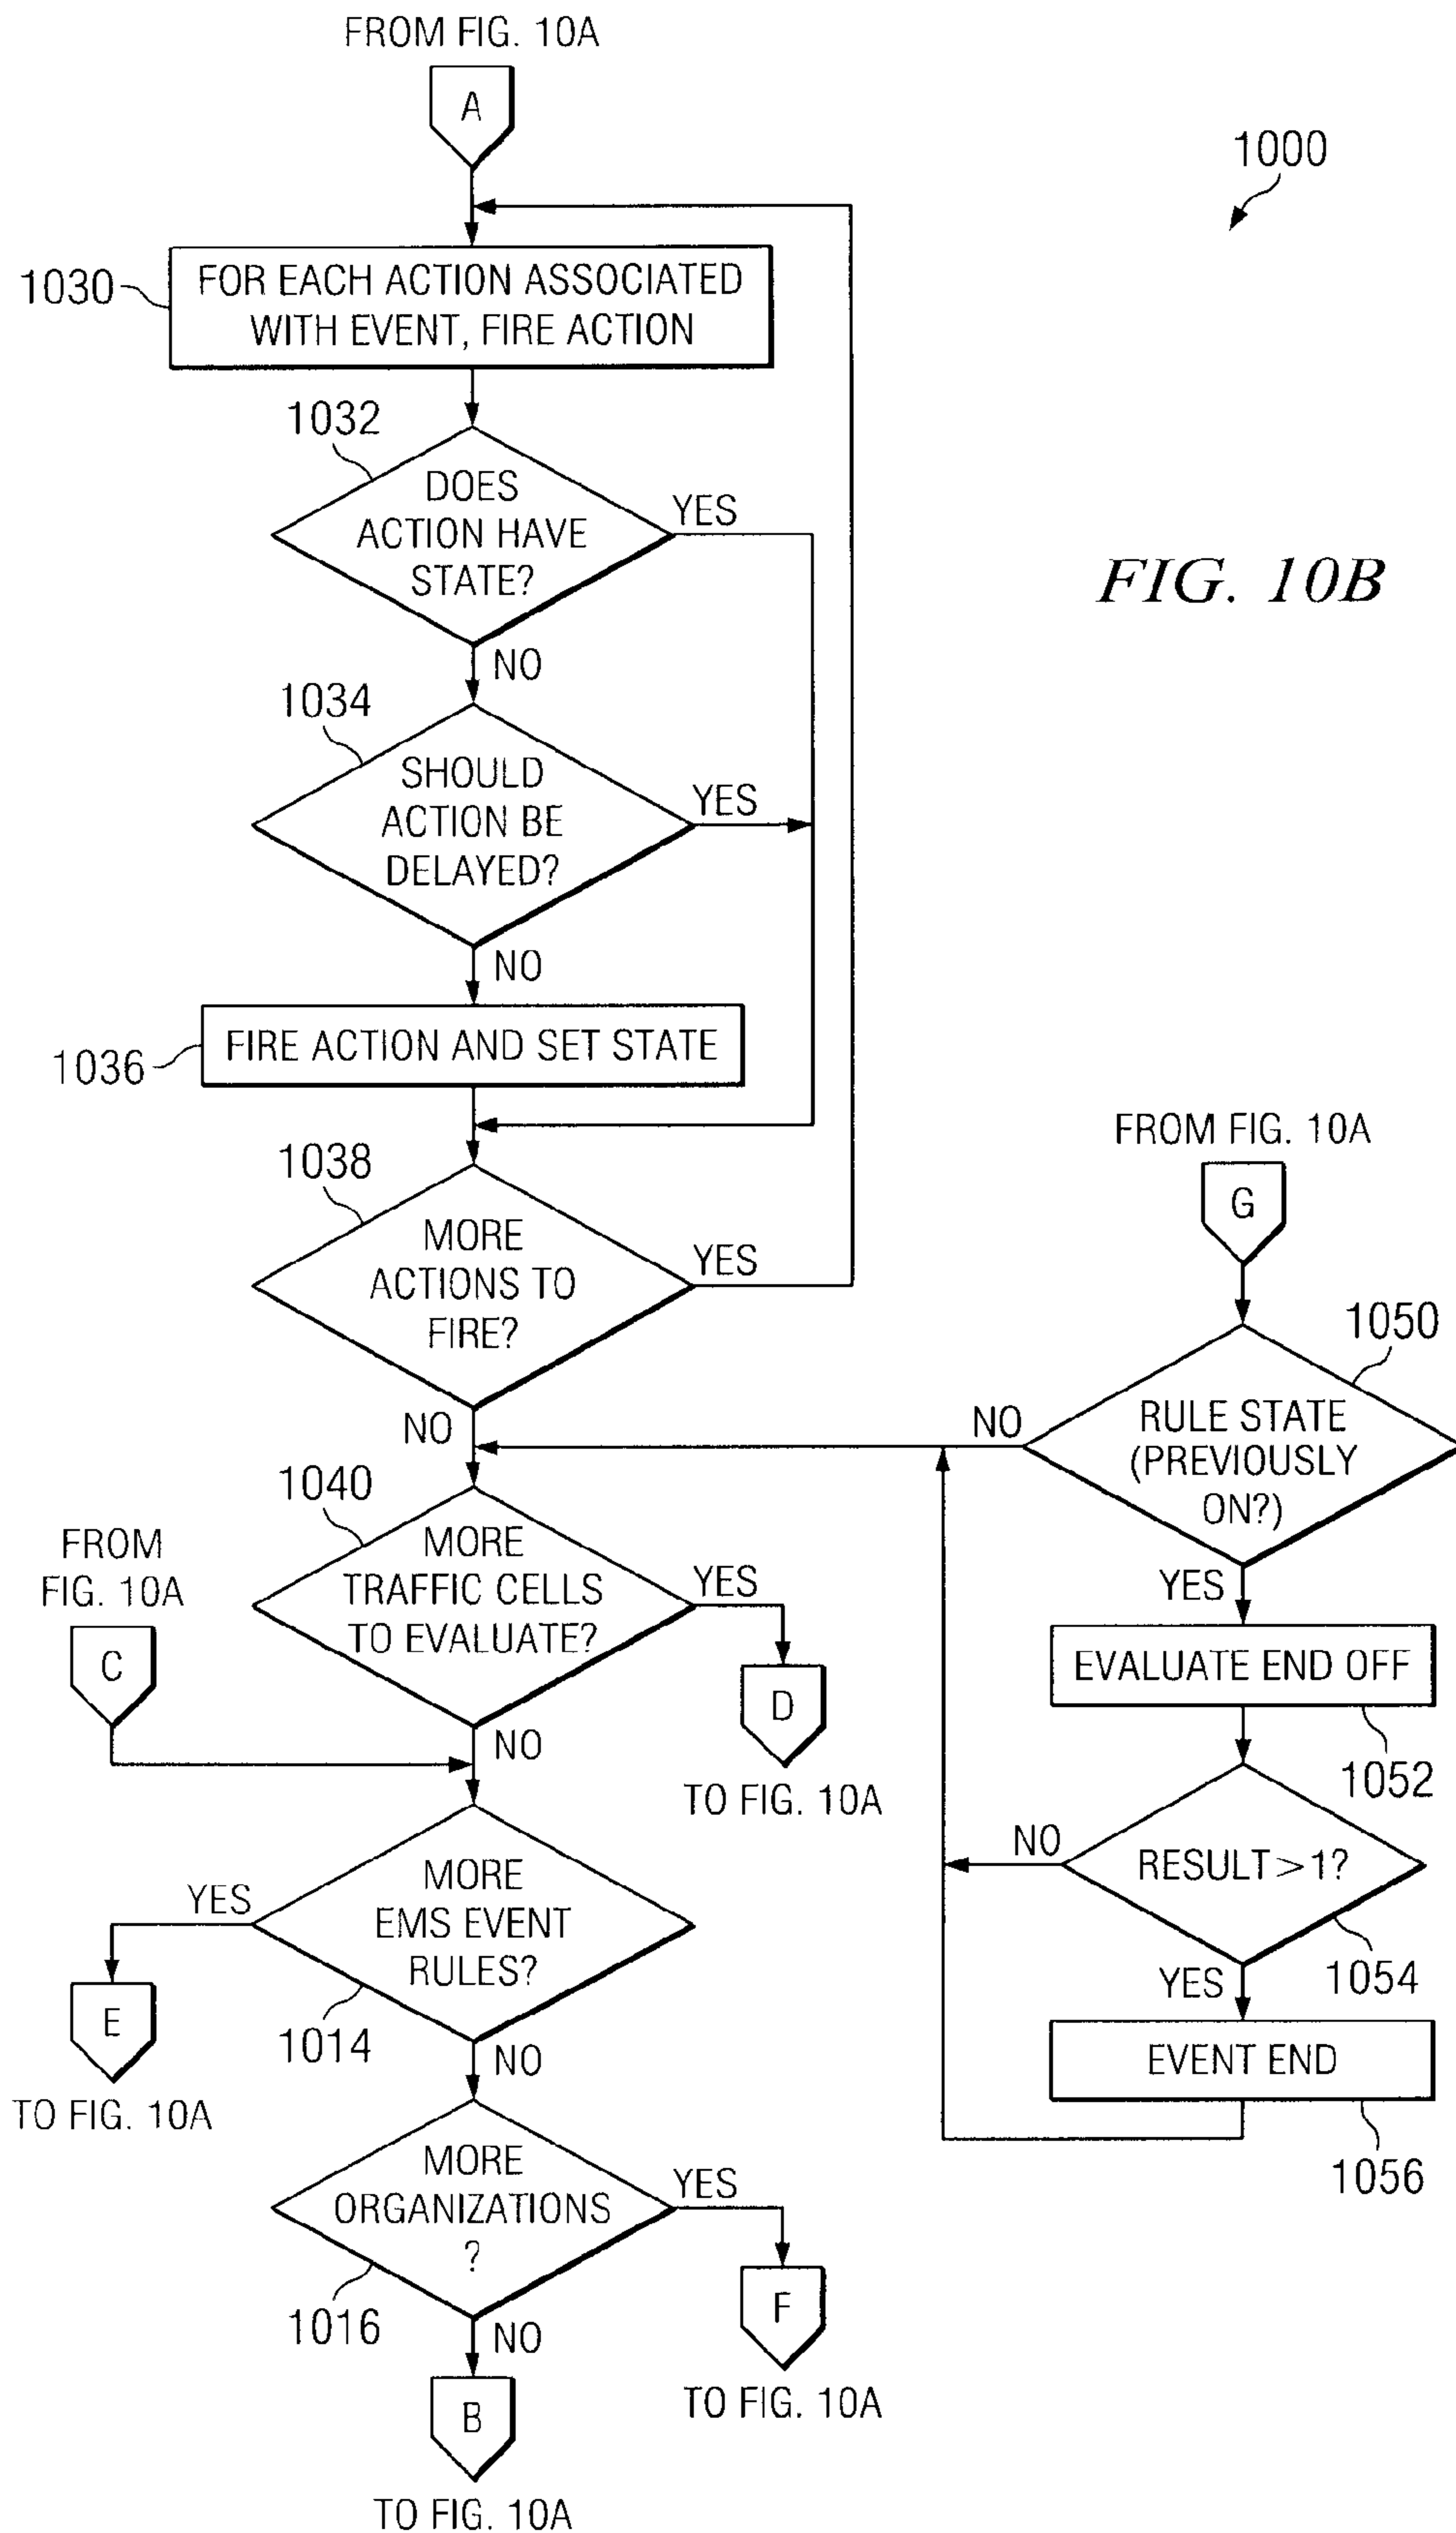 FROM FIG. 10A
A
1000
1030
FOR EACH ACTION ASSOCIATED
WITH EVENT, FIRE ACTION
1032
DOES
ACTION HAVE
STATE?
YES
NO
FIG. 10B
1034
SHOULD
ACTION BE
DELAYED?
YES
NO
1036
FIRE ACTION AND SET STATE
1038
MORE
ACTIONS TO
FIRE?
YES
NO
FROM FIG. 10A
G
1050
RULE STATE
(PREVIOUSLY
ON?)
NO
YES
EVALUATE END OFF
1052
RESULT>1?
NO
1054
YES
EVENT END
1056
1040
MORE
TRAFFIC CELLS
TO EVALUATE?
YES
D
TO FIG. 10A
NO
FROM
FIG. 10A
C
MORE
EMS EVENT
RULES?
YES
1014
E
TO FIG. 10A
NO
MORE
ORGANIZATIONS
?
YES
1016
F
TO FIG. 10A
NO
B
TO FIG. 10A